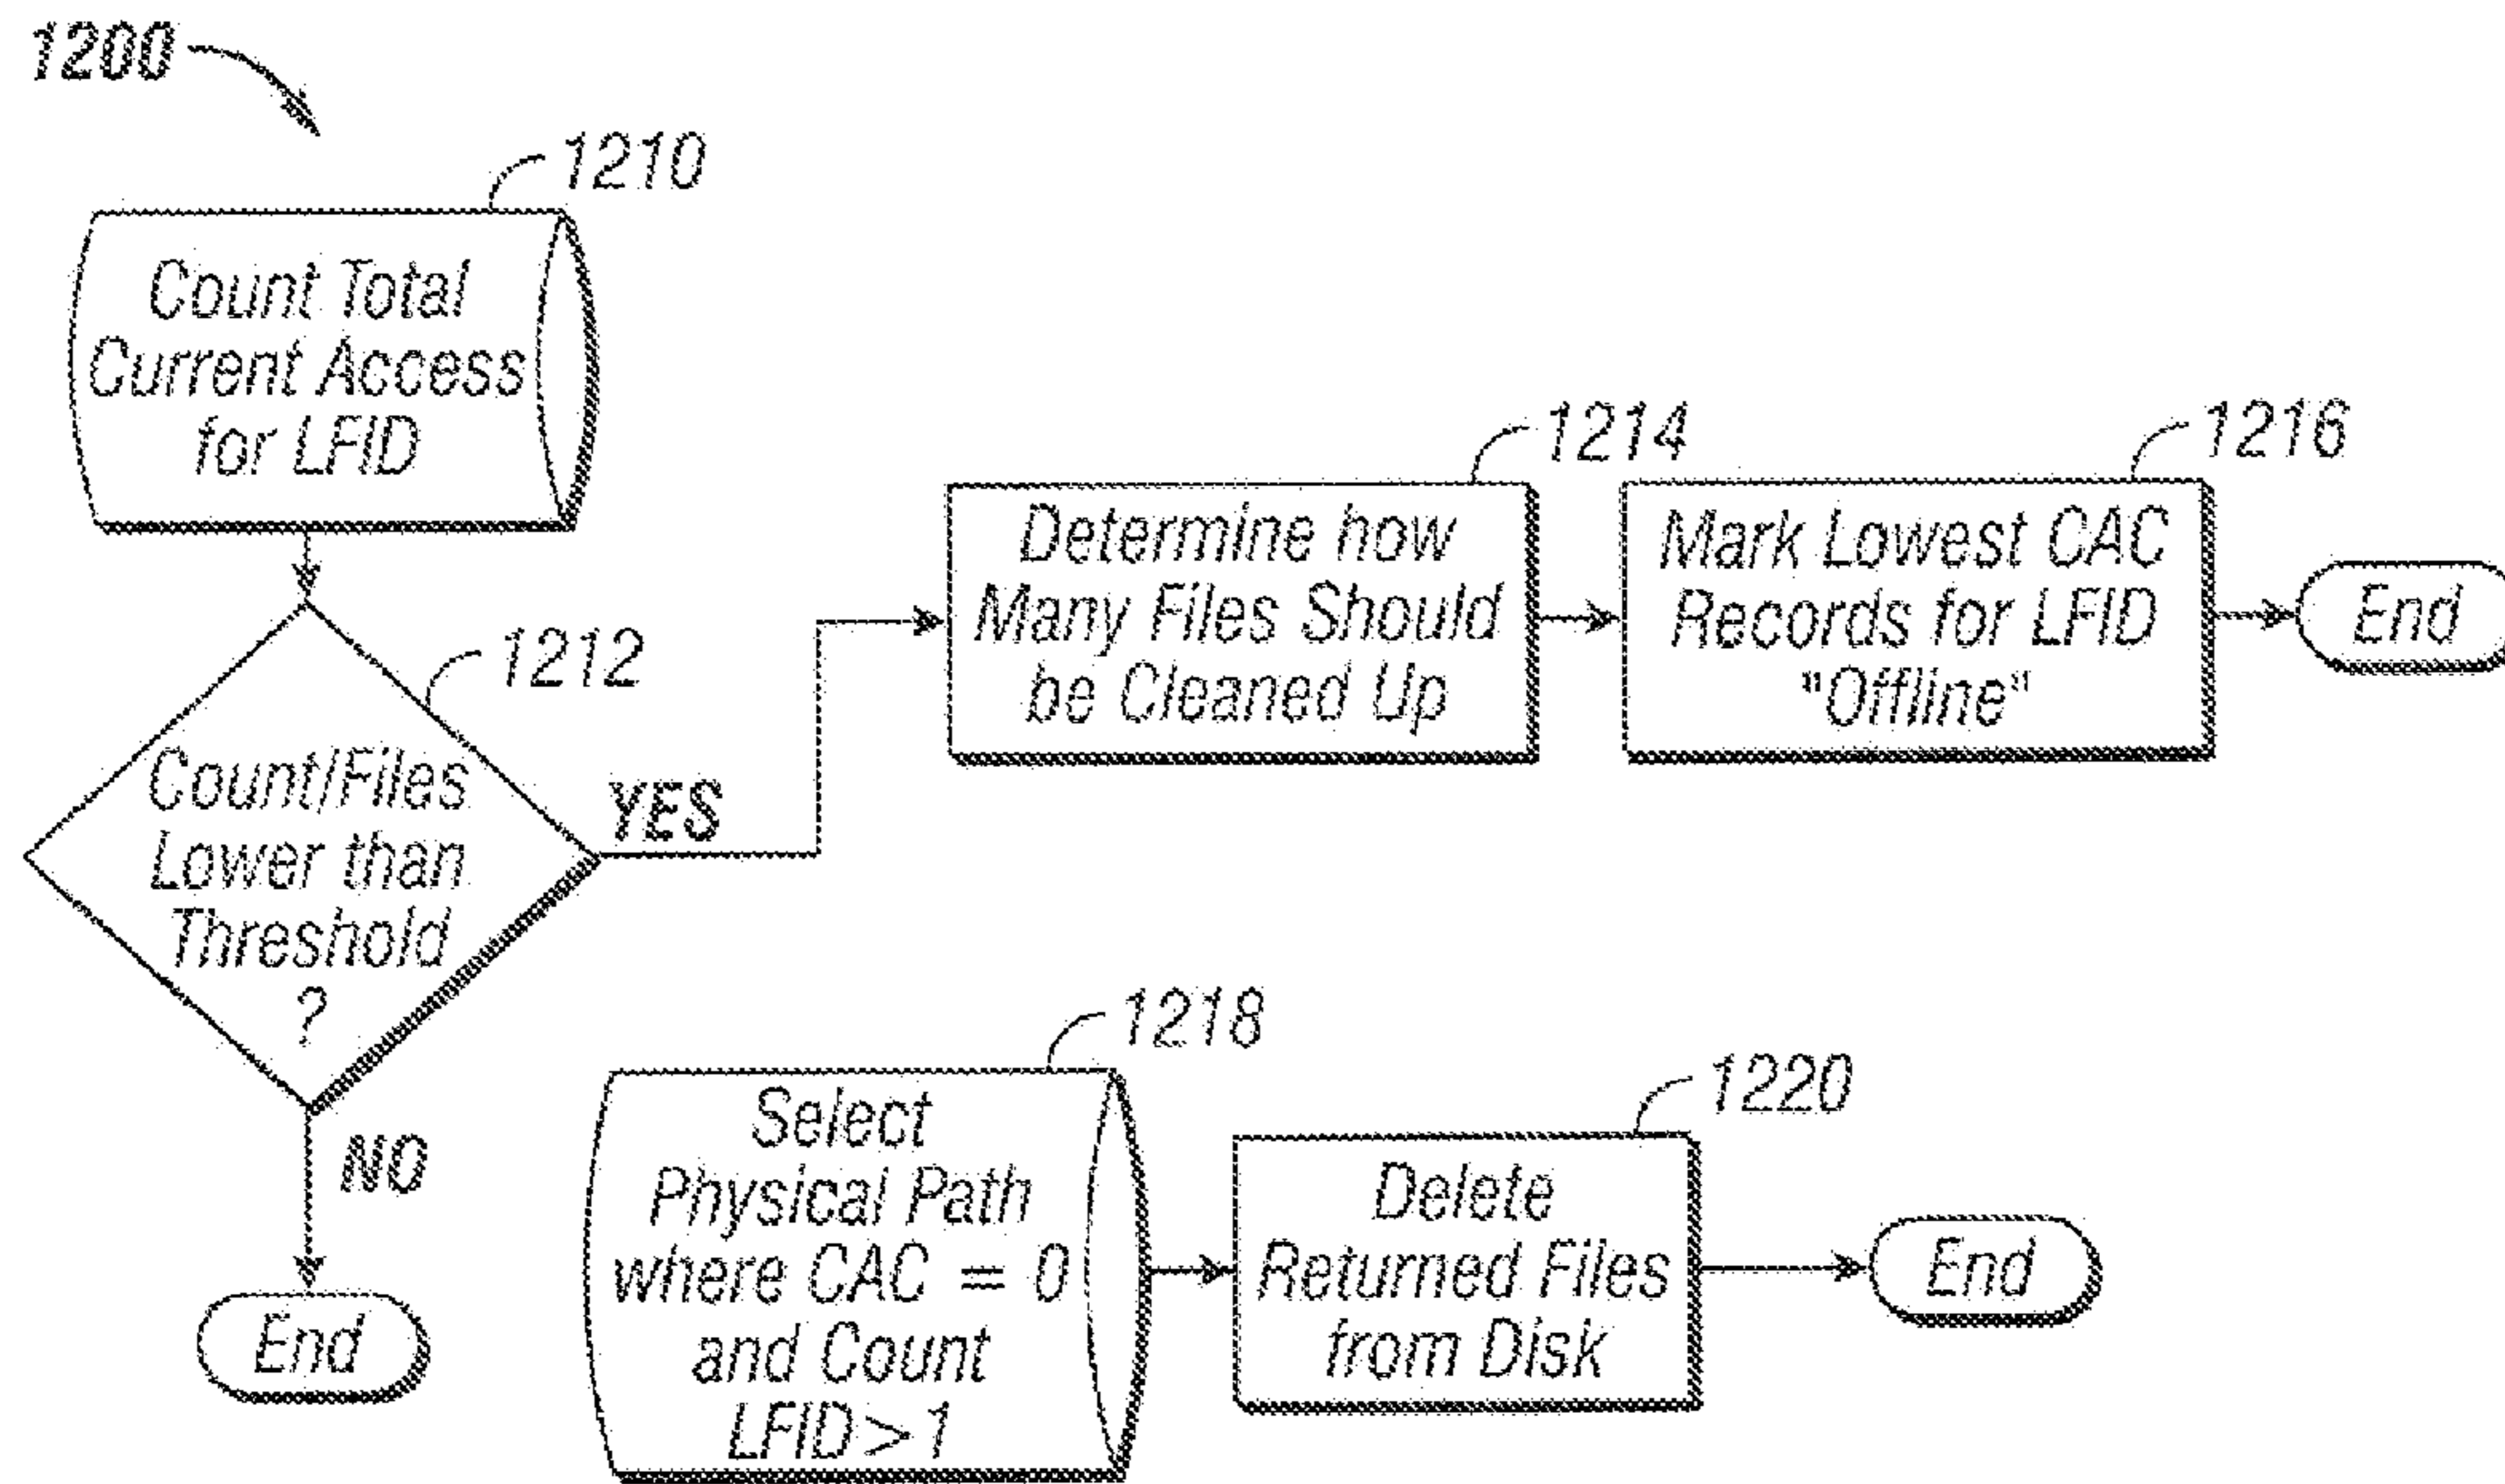 1200
1210
Count Total
Current Access
for LFID
1212
Count/Files
Lower than
Threshold
?
YES
NO
End
1214
Determine how
Many Files Should
be Cleaned Up
1216
Mark Lowest CAC
Records for LFID
"Offline"
End
1218
Select
Physical Path
where CAC = 0
and Count
LFID > 1
1220
Delete
Returned Files
from Disk
End